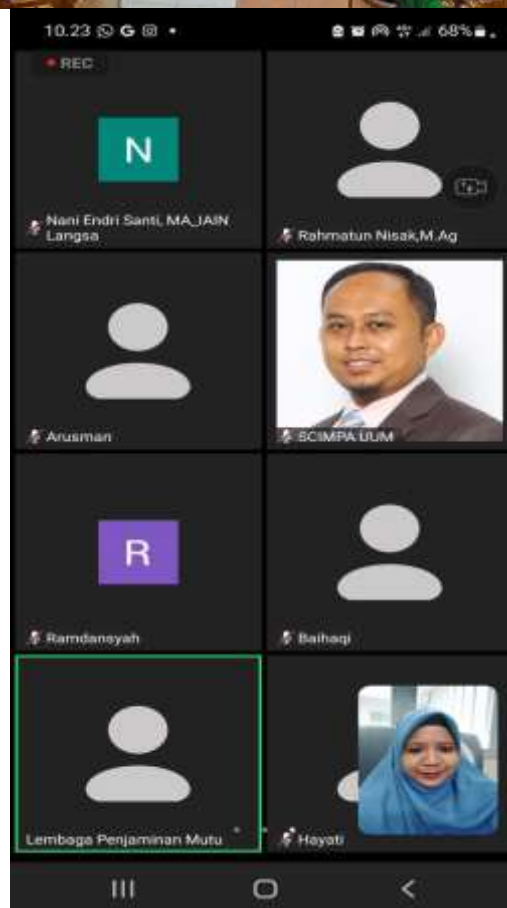 10.23
68%
REC
N
Nani Endri Santi, MA_IAIN
Langsa
Rahmatun Nisak,M.Ag
Arusman
SCIMPA UUM
R
Ramdansyah
Baihaqi
Lembaga Penjaminan Mutu
Hayati